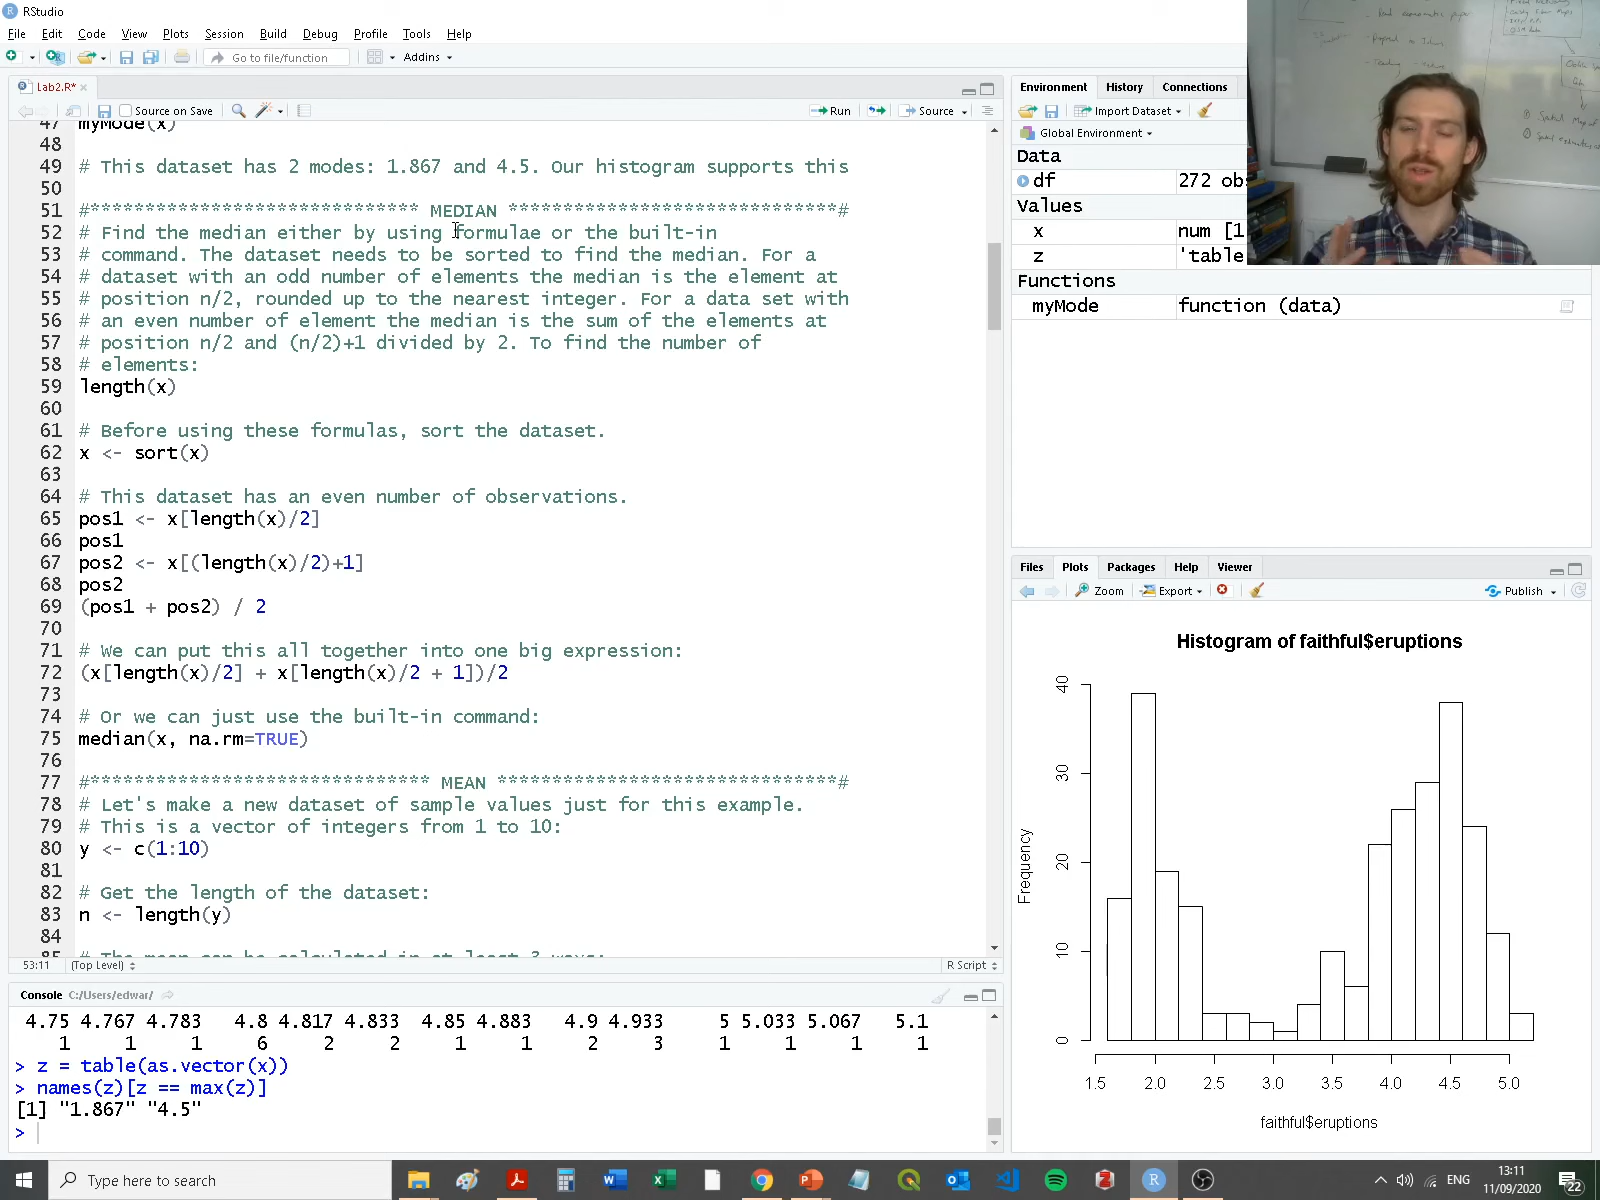 RStudio
File Edit Code View Plots Session Build Debug Profile Tools Help
Go to file/function Addins
Lab2.R*
Source on Save Run Source
47 myMode(x)
48
49 # This dataset has 2 modes: 1.867 and 4.5. Our histogram supports this
50
51 #****************************** MEDIAN ******************************#
52 # Find the median either by using formulae or the built-in
53 # command. The dataset needs to be sorted to find the median. For a
54 # dataset with an odd number of elements the median is the element at
55 # position n/2, rounded up to the nearest integer. For a data set with
56 # an even number of element the median is the sum of the elements at
57 # position n/2 and (n/2)+1 divided by 2. To find the number of
58 # elements:
59 length(x)
60
61 # Before using these formulas, sort the dataset.
62 x <- sort(x)
63
64 # This dataset has an even number of observations.
65 pos1 <- x[length(x)/2]
66 pos1
67 pos2 <- x[(length(x)/2)+1]
68 pos2
69 (pos1 + pos2) / 2
70
71 # We can put this all together into one big expression:
72 (x[length(x)/2] + x[length(x)/2 + 1])/2
73
74 # Or we can just use the built-in command:
75 median(x, na.rm=TRUE)
76
77 #******************************* MEAN *******************************#
78 # Let's make a new dataset of sample values just for this example.
79 # This is a vector of integers from 1 to 10:
80 y <- c(1:10)
81
82 # Get the length of the dataset:
83 n <- length(y)
84
85 # The mean can be calculated in at least 3 ways:
53:11 (Top Level) R Script
Console C:/Users/edwar/
4.75 4.767 4.783 4.8 4.817 4.833 4.85 4.883 4.9 4.933 5 5.033 5.067 5.1
1 1 1 6 2 2 1 1 2 3 1 1 1 1
> z = table(as.vector(x))
> names(z)[z == max(z)]
[1] "1.867" "4.5"
>
Environment History Connections
Import Dataset
Global Environment
Data
df 272 obs
Values
x num [1
z 'table
Functions
myMode function (data)
Files Plots Packages Help Viewer
Zoom Export Publish
Histogram of faithful$eruptions
Frequency
40
30
20
10
0
1.5 2.0 2.5 3.0 3.5 4.0 4.5 5.0
faithful$eruptions
Type here to search
ENG
13:11
11/09/2020
22